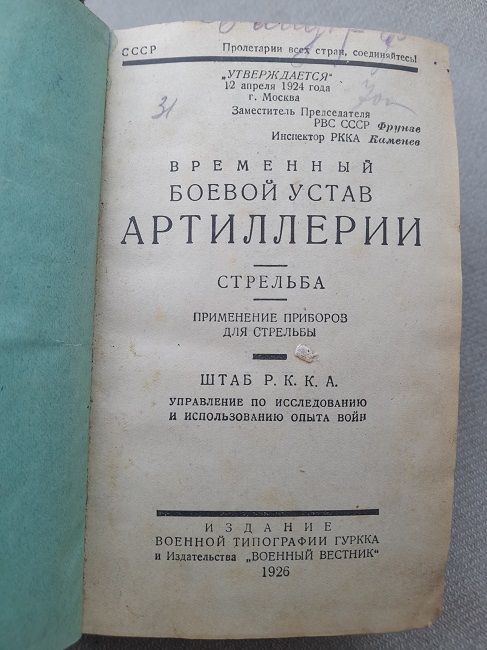 СССР Пролетарии всех стран, соединяйтесь!
„УТВЕРЖДАЕТСЯ"
12 апреля 1924 года
г. Москва
31
Заместитель Председателя
РВС СССР Фрунзе
Инспектор РККА Каменев
ВРЕМЕННЫЙ
БОЕВОЙ УСТАВ
АРТИЛЛЕРИИ
СТРЕЛЬБА
ПРИМЕНЕНИЕ ПРИБОРОВ
ДЛЯ СТРЕЛЬБЫ
ШТАБ Р. К. К. А.
УПРАВЛЕНИЕ ПО ИССЛЕДОВАНИЮ
И ИСПОЛЬЗОВАНИЮ ОПЫТА ВОЙН
ИЗДАНИЕ
ВОЕННОЙ ТИПОГРАФИИ ГУРККА
и Издательства „ВОЕННЫЙ ВЕСТНИК"
1926